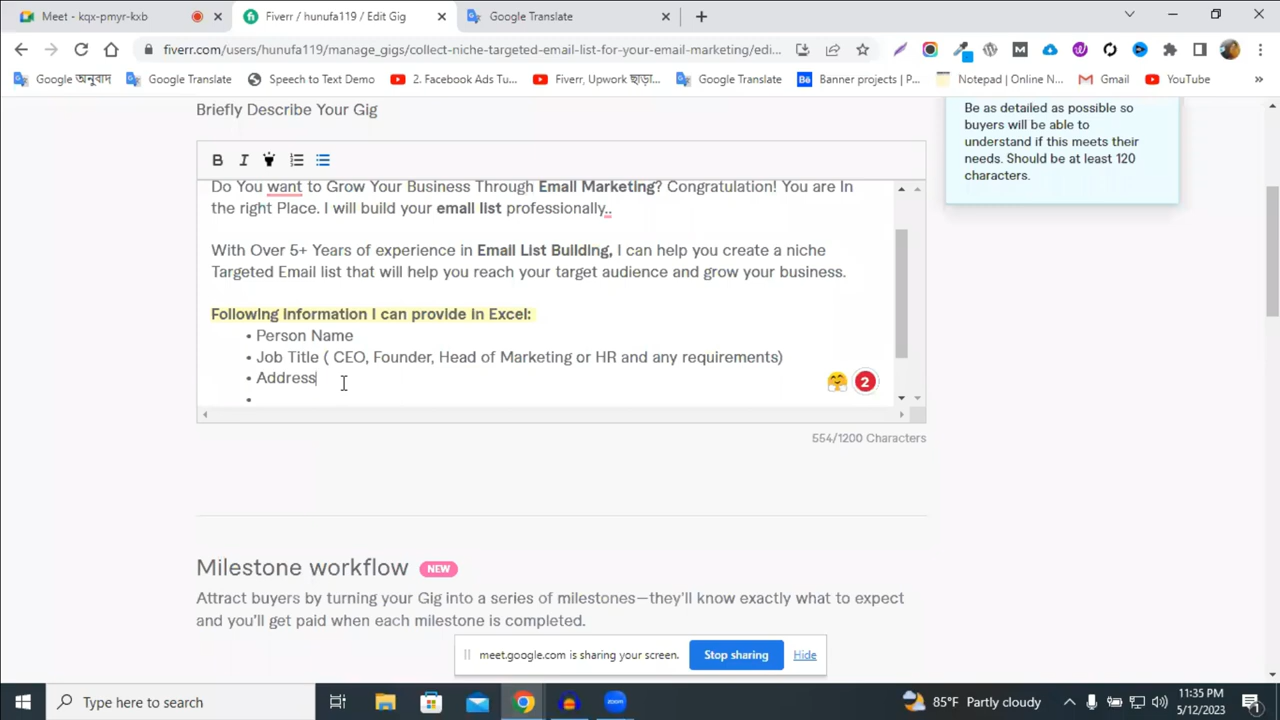 Meet - kqx-pmyr-kxb
Fiverr / hunufa119 / Edit Gig
Google Translate
fiverr.com/users/hunufa119/manage_gigs/collect-niche-targeted-email-list-for-your-email-marketing/edi...
Google অনুবাদ
Google Translate
Speech to Text Demo
2. Facebook Ads Tu...
Fiverr, Upwork ছাড়া...
Google Translate
Banner projects | P...
Notepad | Online N...
Gmail
YouTube
»
Briefly Describe Your Gig
B I
Do You want to Grow Your Business Through Email Marketing? Congratulation! You are In
the right Place. I will build your email list professionally..
With Over 5+ Years of experience in Email List Building, I can help you create a niche
Targeted Email list that will help you reach your target audience and grow your business.
Following Information I can provide in Excel:
• Person Name
• Job Title ( CEO, Founder, Head of Marketing or HR and any requirements)
• Address
•
2
554/1200 Characters
Be as detailed as possible so
buyers will be able to
understand if this meets their
needs. Should be at least 120
characters.
Milestone workflow NEW
Attract buyers by turning your Gig into a series of milestones—they'll know exactly what to expect
and you'll get paid when each milestone is completed.
meet.google.com is sharing your screen.
Stop sharing
Hide
Type here to search
zoom
85°F Partly cloudy
11:35 PM
5/12/2023
1